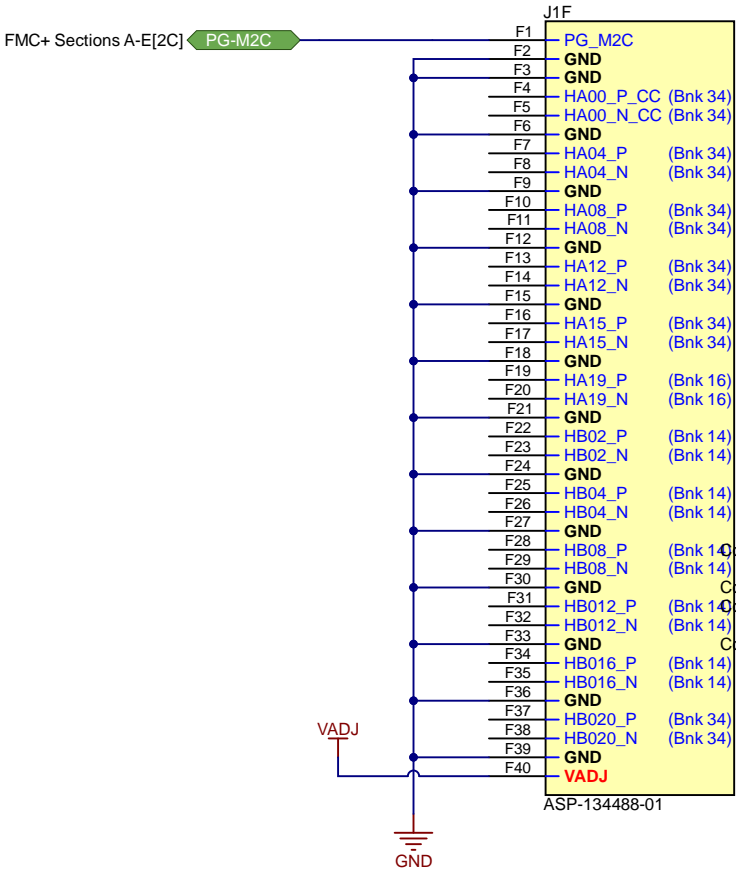 J1F
FMC+ Sections A-E[2C] PG-M2C F1 PG_M2C
F2 GND
F3 GND
F4 HA00_P_CC (Bnk 34)
F5 HA00_N_CC (Bnk 34)
F6 GND
F7 HA04_P (Bnk 34)
F8 HA04_N (Bnk 34)
F9 GND
F10 HA08_P (Bnk 34)
F11 HA08_N (Bnk 34)
F12 GND
F13 HA12_P (Bnk 34)
F14 HA12_N (Bnk 34)
F15 GND
F16 HA15_P (Bnk 34)
F17 HA15_N (Bnk 34)
F18 GND
F19 HA19_P (Bnk 16)
F20 HA19_N (Bnk 16)
F21 GND
F22 HB02_P (Bnk 14)
F23 HB02_N (Bnk 14)
F24 GND
F25 HB04_P (Bnk 14)
F26 HB04_N (Bnk 14)
F27 GND
F28 HB08_P (Bnk 14)
F29 HB08_N (Bnk 14)
F30 GND
F31 HB012_P (Bnk 14)
F32 HB012_N (Bnk 14)
F33 GND
F34 HB016_P (Bnk 14)
F35 HB016_N (Bnk 14)
F36 GND
F37 HB020_P (Bnk 34)
F38 HB020_N (Bnk 34)
F39 GND
VADJ
F40 VADJ
ASP-134488-01
GND